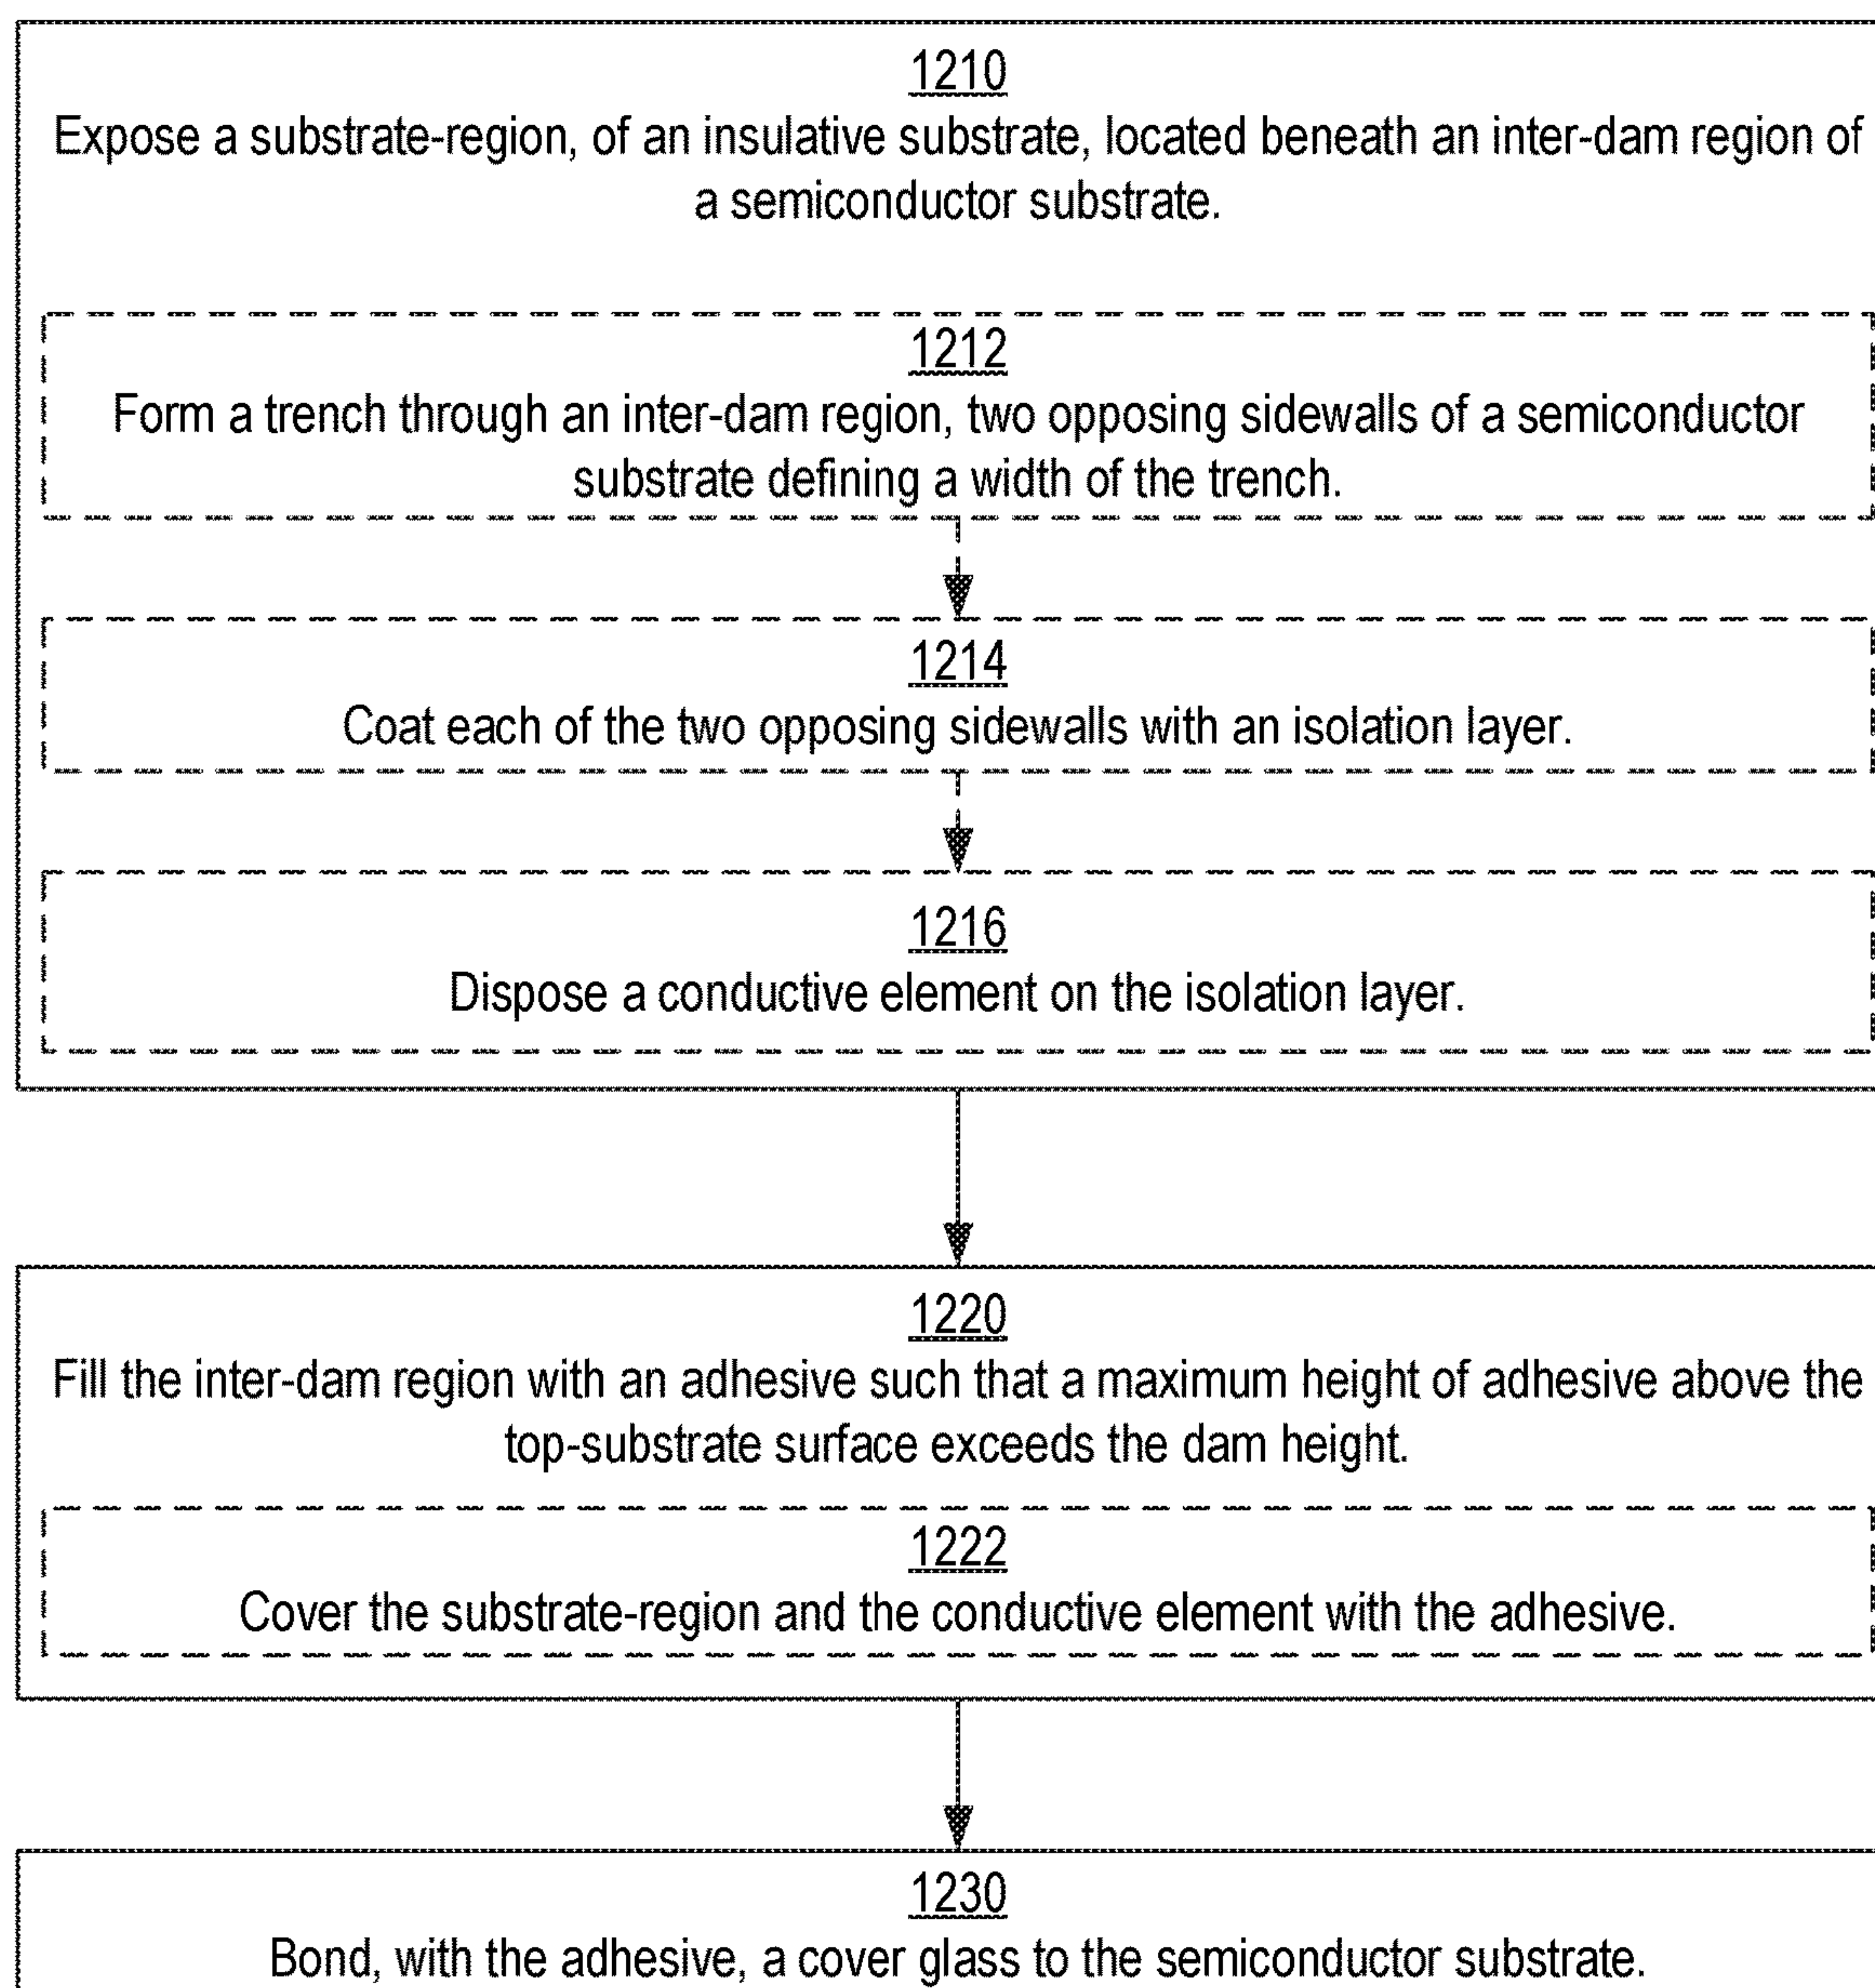 1210
Expose a substrate-region, of an insulative substrate, located beneath an inter-dam region of
a semiconductor substrate.
1212
Form a trench through an inter-dam region, two opposing sidewalls of a semiconductor
substrate defining a width of the trench.
1214
Coat each of the two opposing sidewalls with an isolation layer.
1216
Dispose a conductive element on the isolation layer.
1220
Fill the inter-dam region with an adhesive such that a maximum height of adhesive above the
top-substrate surface exceeds the dam height.
1222
Cover the substrate-region and the conductive element with the adhesive.
1230
Bond, with the adhesive, a cover glass to the semiconductor substrate.